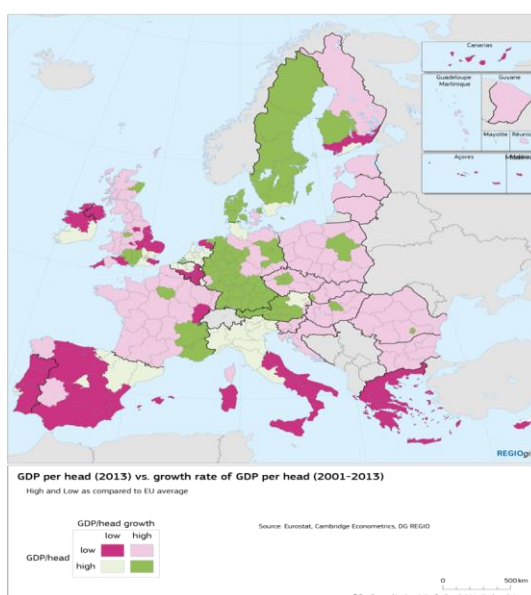 Canarias
Guadeloupe
Martinique
Guyane
Mayotte
Açores
REGIOgi
GDP per head (2013) vs. growth rate of GDP per head (2001-2013)
High and Low as compared to EU average
GDP/head growth
low high
GDP/head
low
high
Source: Eurostat, Cambridge Econometrics, DG REGIO
0 500 km